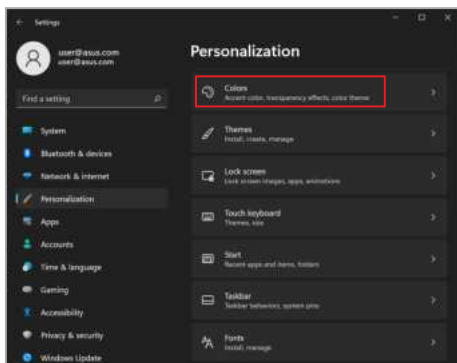 Settings
user@asus.com
user@asus.com
Find a setting
System
Bluetooth & devices
Network & internet
Personalization
Apps
Accounts
Time & language
Gaming
Accessibility
Privacy & security
Windows Update
Personalization
Colors
Accent color, transparency effects, color theme
Themes
Install, create, manage
Lock screen
Lock screen images, apps, animations
Touch keyboard
Themes, size
Start
Recent apps and items, folders
Taskbar
Taskbar behaviors, system pins
Fonts
Install, manage